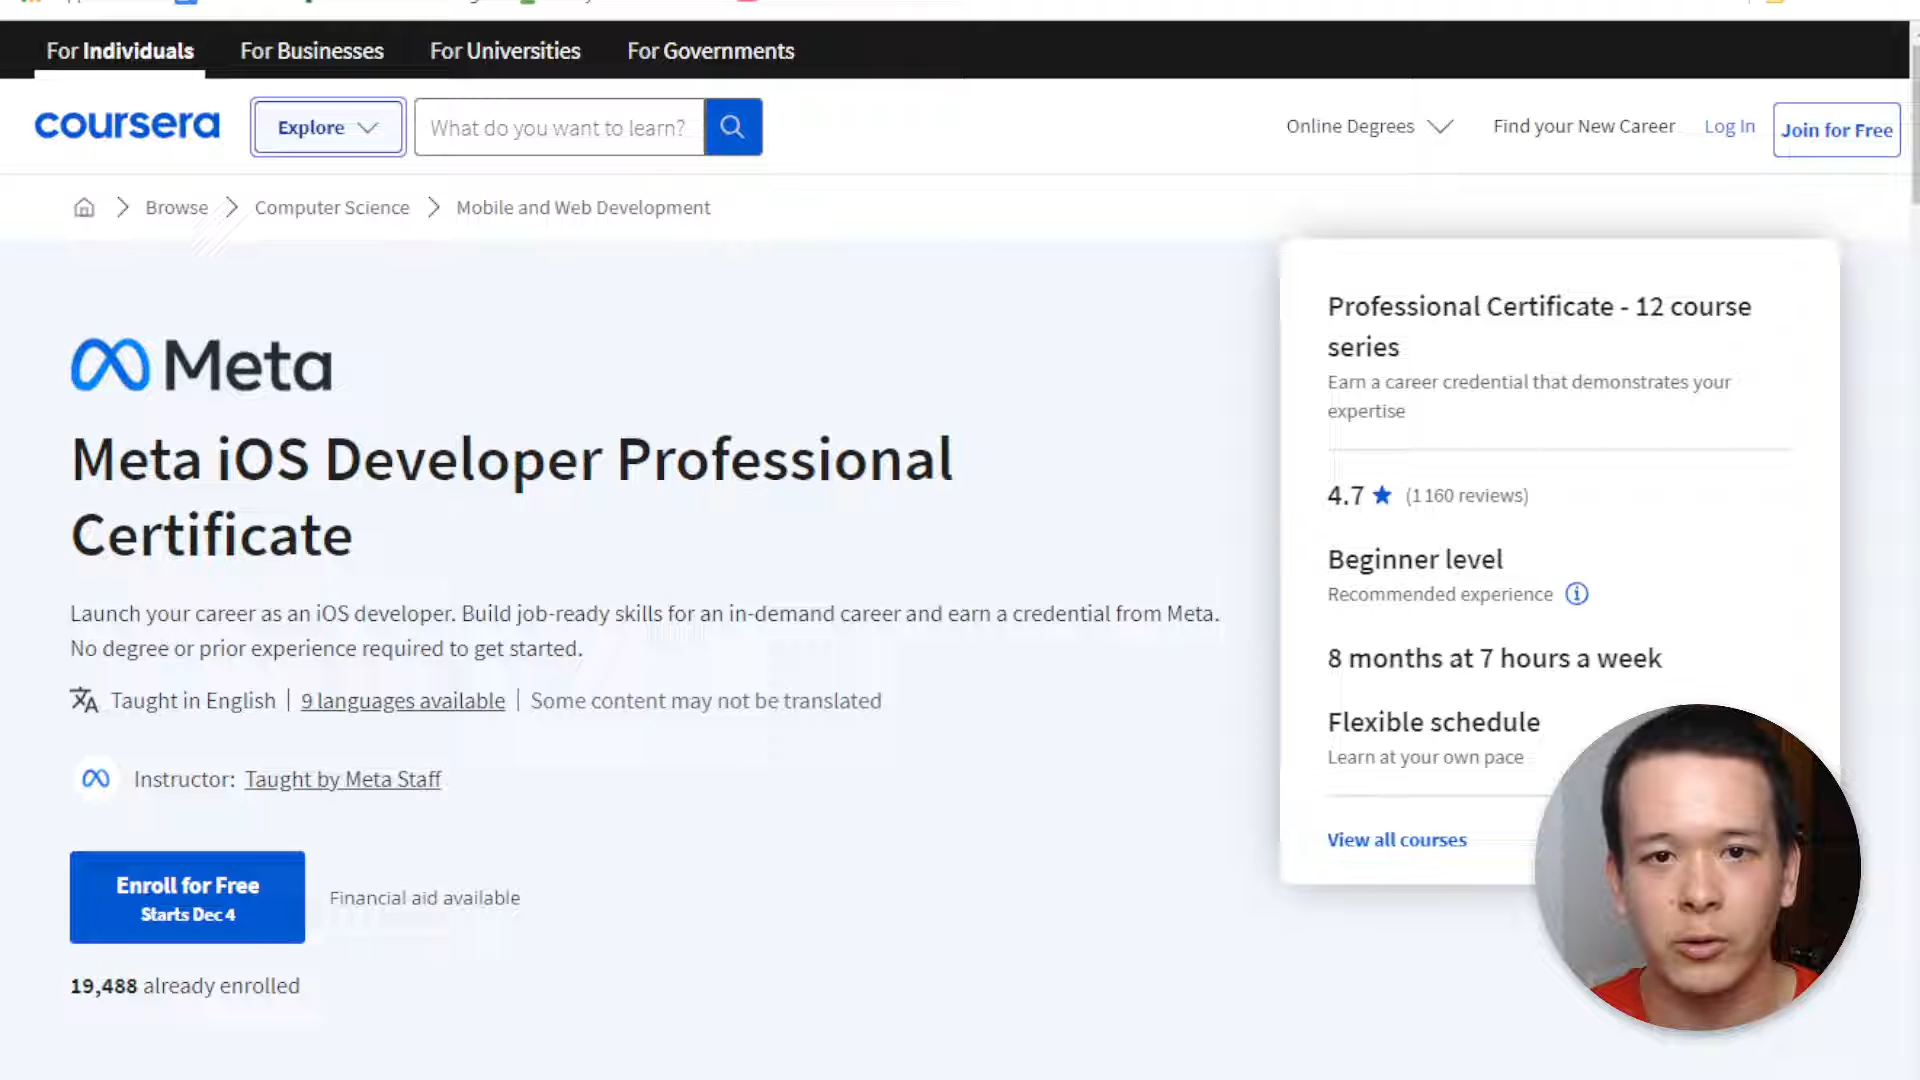 For Individuals
For Businesses
For Universities
For Governments
coursera
Explore
What do you want to learn?
Online Degrees
Find your New Career
Log In
Join for Free
Browse
Computer Science
Mobile and Web Development
Meta
Meta iOS Developer Professional
Certificate
Launch your career as an iOS developer. Build job-ready skills for an in-demand career and earn a credential from Meta.
No degree or prior experience required to get started.
Taught in English | 9 languages available | Some content may not be translated
Instructor: Taught by Meta Staff
Enroll for Free
Starts Dec 4
Financial aid available
19,488 already enrolled
Professional Certificate - 12 course
series
Earn a career credential that demonstrates your
expertise
4.7 ★ (1 160 reviews)
Beginner level
Recommended experience
8 months at 7 hours a week
Flexible schedule
Learn at your own pace
View all courses